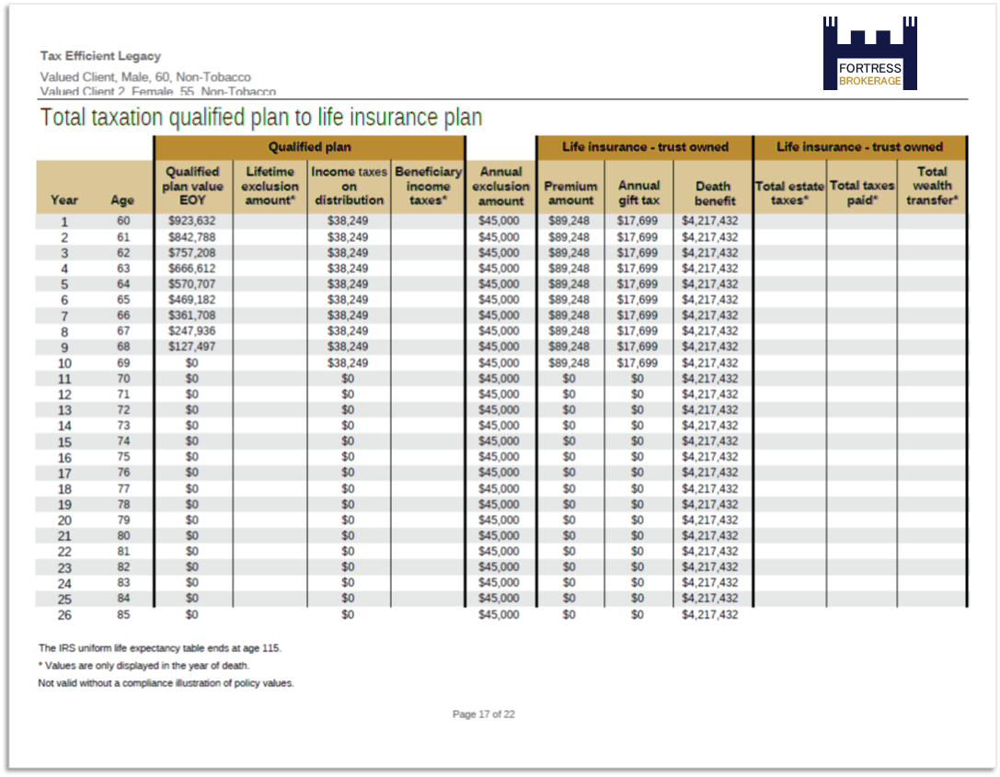 FORTRESS
BROKERAGE
Tax Efficient Legacy
Valued Client, Male, 60, Non-Tobacco
Valued Client 2, Female, 55, Non-Tobacco
Total taxation qualified plan to life insurance plan
Qualified plan Life insurance - trust owned Life insurance - trust owned
Year Age Qualified plan value EOY Lifetime exclusion amount* Income taxes on distribution Beneficiary income taxes* Annual exclusion amount Premium amount Annual gift tax Death benefit Total estate taxes* Total taxes paid* Total wealth transfer*
1 60 $923,632 $38,249 $45,000 $89,248 $17,699 $4,217,432
2 61 $842,788 $38,249 $45,000 $89,248 $17,699 $4,217,432
3 62 $757,208 $38,249 $45,000 $89,248 $17,699 $4,217,432
4 63 $666,612 $38,249 $45,000 $89,248 $17,699 $4,217,432
5 64 $570,707 $38,249 $45,000 $89,248 $17,699 $4,217,432
6 65 $469,182 $38,249 $45,000 $89,248 $17,699 $4,217,432
7 66 $361,708 $38,249 $45,000 $89,248 $17,699 $4,217,432
8 67 $247,936 $38,249 $45,000 $89,248 $17,699 $4,217,432
9 68 $127,497 $38,249 $45,000 $89,248 $17,699 $4,217,432
10 69 $0 $38,249 $45,000 $89,248 $17,699 $4,217,432
11 70 $0 $0 $45,000 $0 $0 $4,217,432
12 71 $0 $0 $45,000 $0 $0 $4,217,432
13 72 $0 $0 $45,000 $0 $0 $4,217,432
14 73 $0 $0 $45,000 $0 $0 $4,217,432
15 74 $0 $0 $45,000 $0 $0 $4,217,432
16 75 $0 $0 $45,000 $0 $0 $4,217,432
17 76 $0 $0 $45,000 $0 $0 $4,217,432
18 77 $0 $0 $45,000 $0 $0 $4,217,432
19 78 $0 $0 $45,000 $0 $0 $4,217,432
20 79 $0 $0 $45,000 $0 $0 $4,217,432
21 80 $0 $0 $45,000 $0 $0 $4,217,432
22 81 $0 $0 $45,000 $0 $0 $4,217,432
23 82 $0 $0 $45,000 $0 $0 $4,217,432
24 83 $0 $0 $45,000 $0 $0 $4,217,432
25 84 $0 $0 $45,000 $0 $0 $4,217,432
26 85 $0 $0 $45,000 $0 $0 $4,217,432
The IRS uniform life expectancy table ends at age 115.
* Values are only displayed in the year of death.
Not valid without a compliance illustration of policy values.
Page 17 of 22